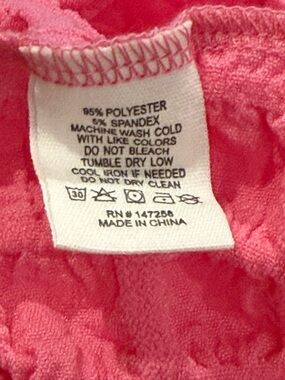 95% POLYESTER
5% SPANDEX
MACHINE WASH COLD
WITH LIKE COLORS
DO NOT BLEACH
TUMBLE DRY LOW
COOL IRON IF NEEDED
DO NOT DRY CLEAN
30
RN # 147256
MADE IN CHINA